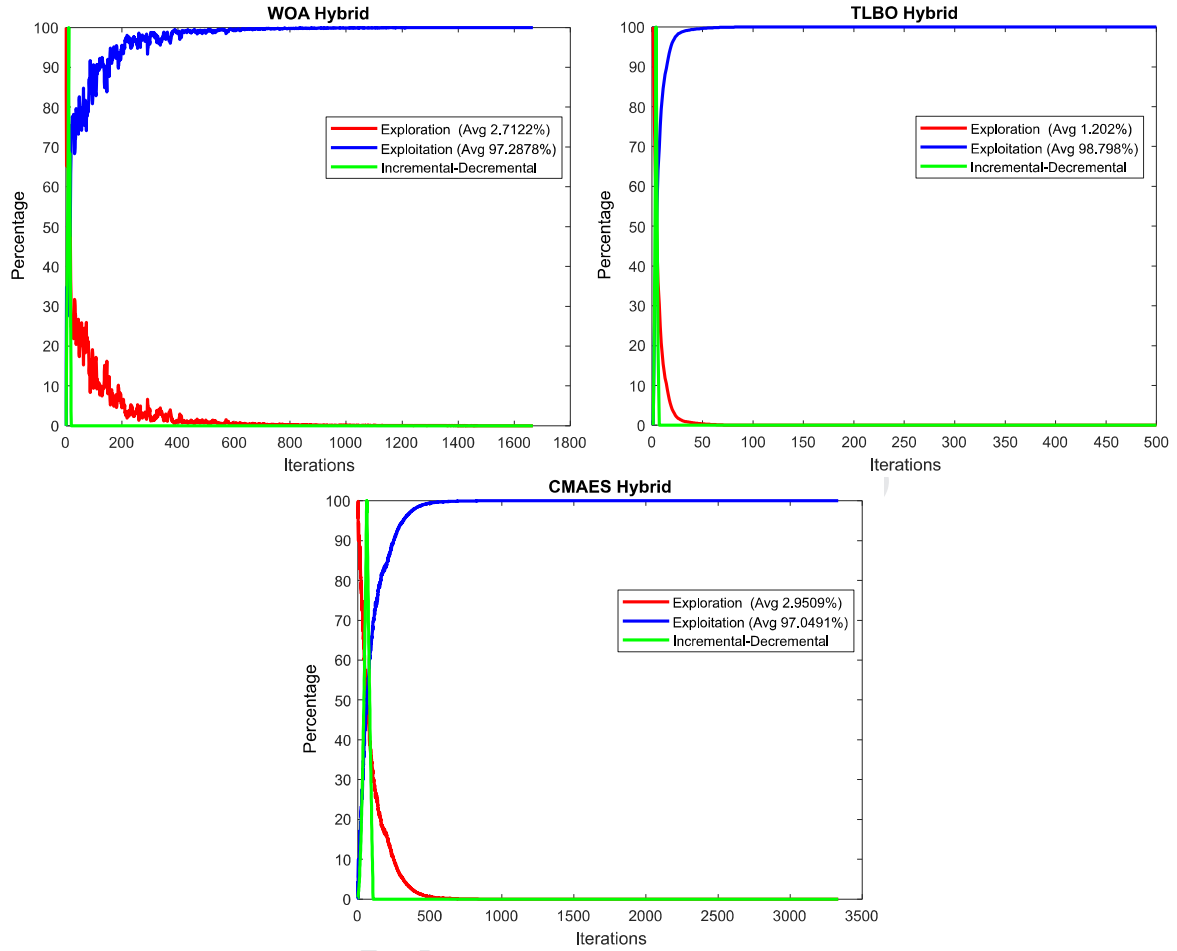 WOA Hybrid
100
90
80
70
60
50
40
30
20
10
0
Percentage
Exploration (Avg 2.7122%)
Exploitation (Avg 97.2878%)
Incremental-Decremental
0 200 400 600 800 1000 1200 1400 1600 1800
Iterations
TLBO Hybrid
100
90
80
70
60
50
40
30
20
10
0
Percentage
Exploration (Avg 1.202%)
Exploitation (Avg 98.798%)
Incremental-Decremental
0 50 100 150 200 250 300 350 400 450 500
Iterations
CMAES Hybrid
100
90
80
70
60
50
40
30
20
10
0
Percentage
Exploration (Avg 2.9509%)
Exploitation (Avg 97.0491%)
Incremental-Decremental
0 500 1000 1500 2000 2500 3000 3500
Iterations